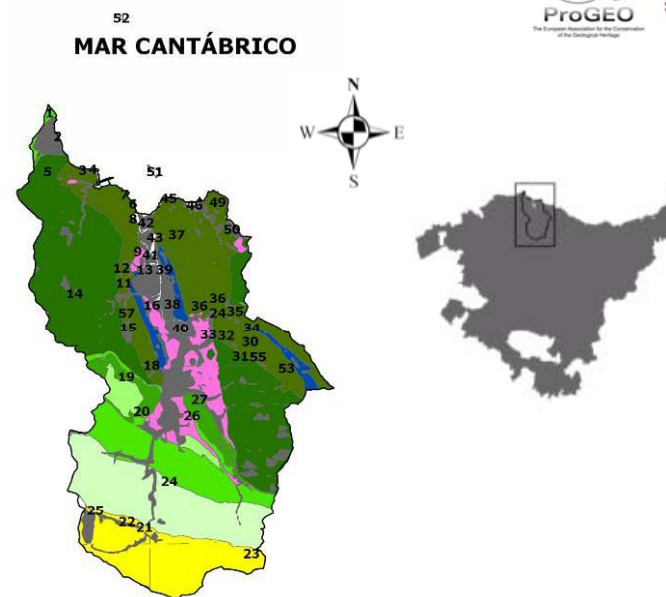 52
ProGEO
The European Association for the Conservation
of the Geological Heritage
MAR CANTÁBRICO
N
W E
S
1
2
5 34
51
7 45 49
6 46
8 42 50
43 37
9 41
12 13 39
11
14 16 38 36 36
57 24 35
15 40 33 32 34
30
18 31 55 53
19
27
20 26
24
25 22 21
23